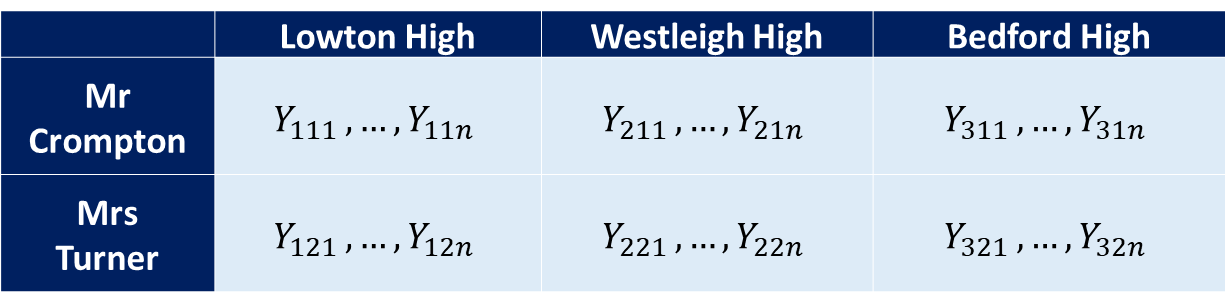 Lowton High Westleigh High Bedford High
Mr
Crompton
Y₁₁₁ , … , Y₁₁ₙ Y₂₁₁ , … , Y₂₁ₙ Y₃₁₁ , … , Y₃₁ₙ
Mrs
Turner
Y₁₂₁ , … , Y₁₂ₙ Y₂₂₁ , … , Y₂₂ₙ Y₃₂₁ , … , Y₃₂ₙ